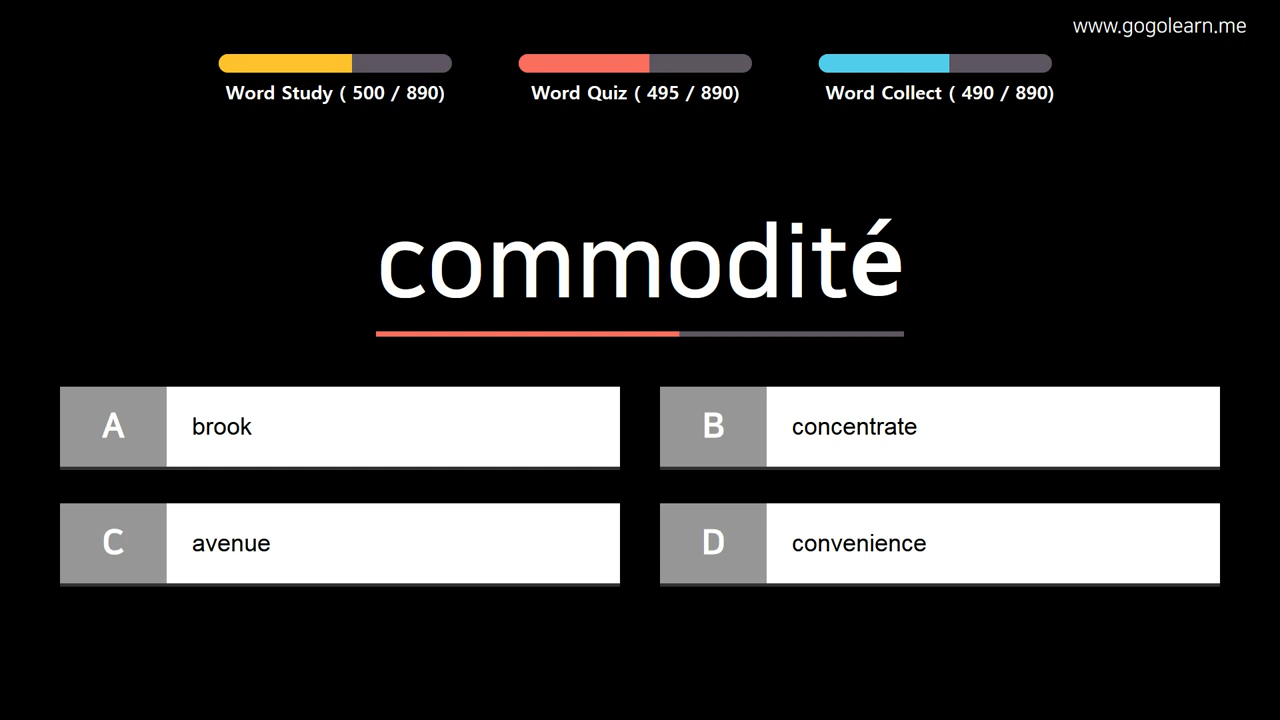 www.gogolearn.me
Word Study ( 500 / 890)
Word Quiz ( 495 / 890)
Word Collect ( 490 / 890)
commodité
A brook
B concentrate
C avenue
D convenience